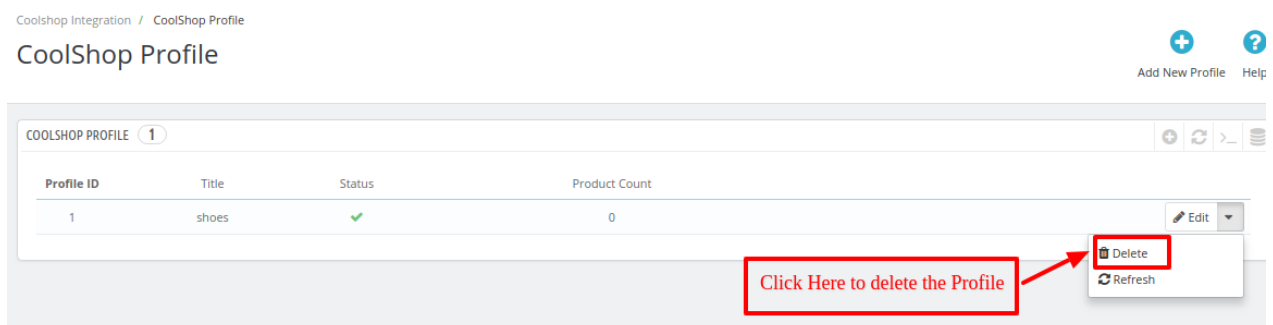 Coolshop Integration / CoolShop Profile
CoolShop Profile
Add New Profile Help
COOLSHOP PROFILE 1
Profile ID Title Status Product Count
1 shoes 0 Edit
Delete
Click Here to delete the Profile
Refresh